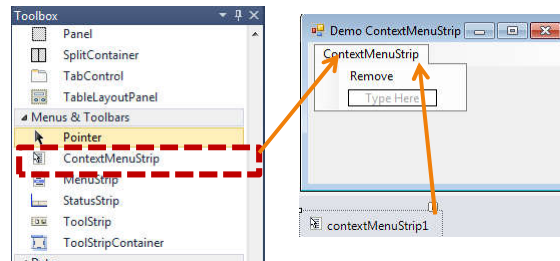 Toolbox
Panel
SplitContainer
TabControl
TableLayoutPanel
Menus & Toolbars
Pointer
ContextMenuStrip
MenuStrip
StatusStrip
ToolStrip
ToolStripContainer
Demo ContextMenuStrip
ContextMenuStrip
Remove
Type Here
contextMenuStrip1